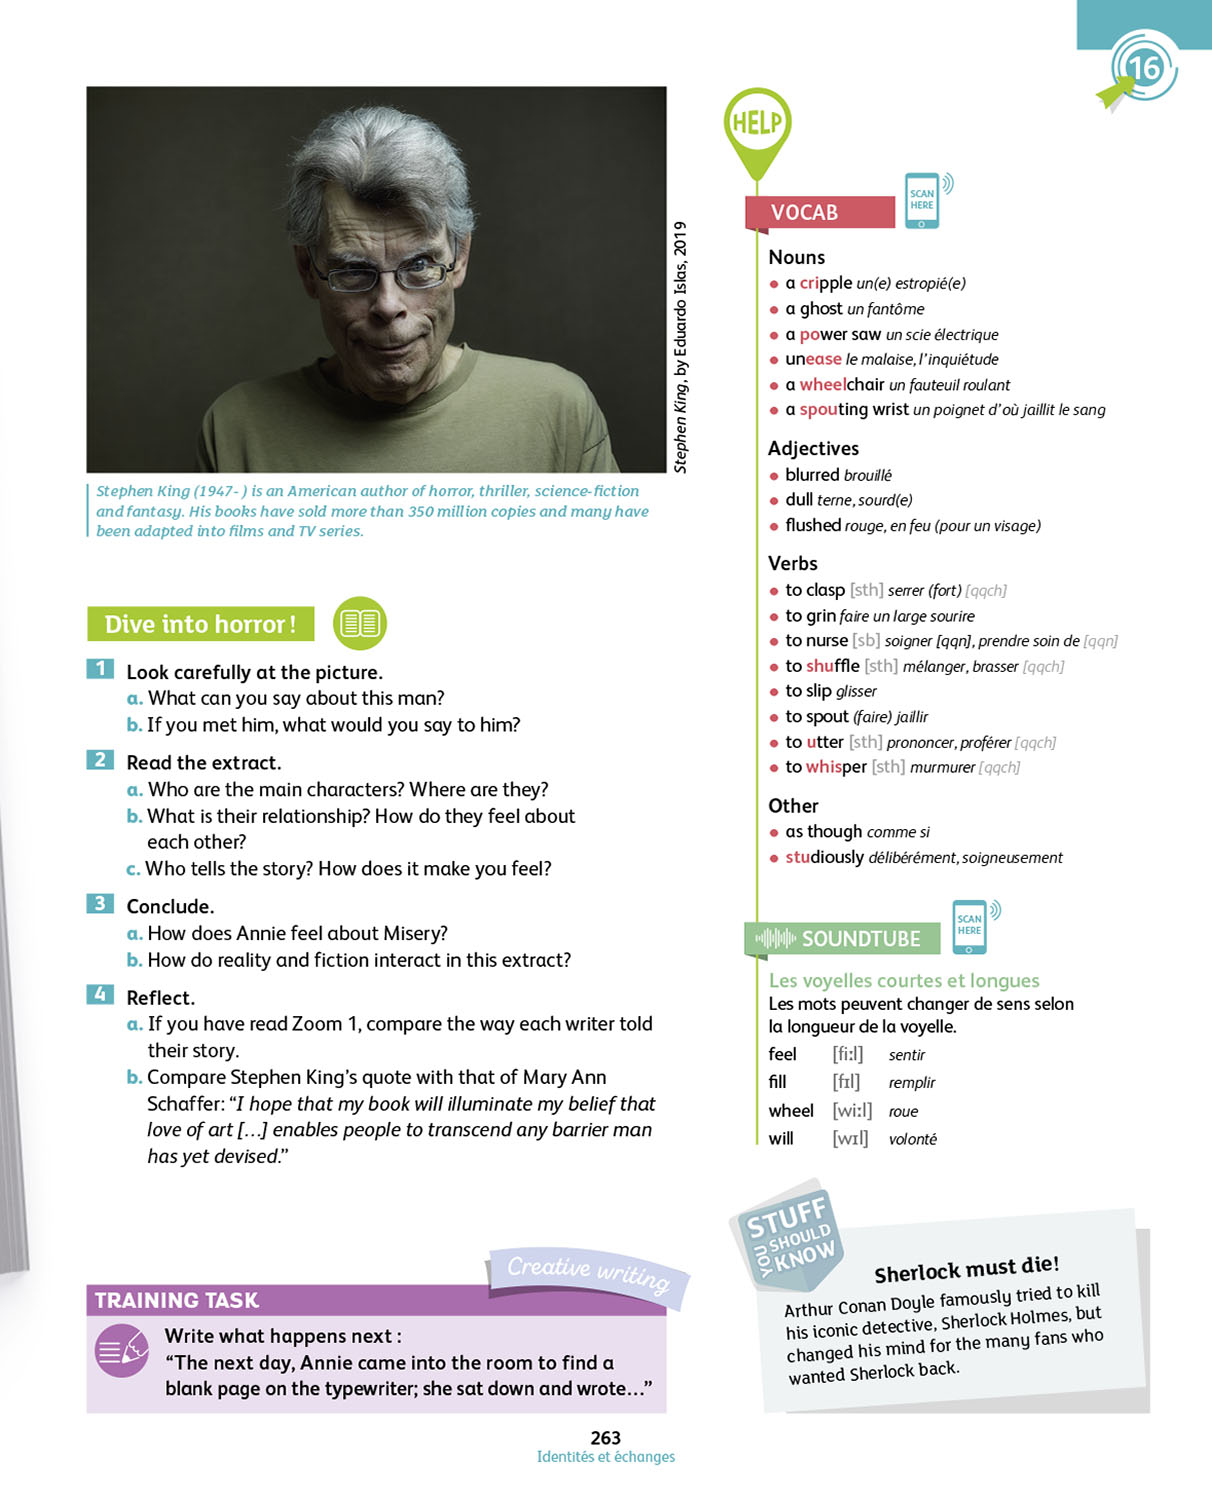 16
Stephen King, by Eduardo Islas, 2019
Stephen King (1947- ) is an American author of horror, thriller, science-fiction
and fantasy. His books have sold more than 350 million copies and many have
been adapted into films and TV series.
Dive into horror !
1 Look carefully at the picture.
a. What can you say about this man?
b. If you met him, what would you say to him?
2 Read the extract.
a. Who are the main characters? Where are they?
b. What is their relationship? How do they feel about
each other?
c. Who tells the story? How does it make you feel?
3 Conclude.
a. How does Annie feel about Misery?
b. How do reality and fiction interact in this extract?
4 Reflect.
a. If you have read Zoom 1, compare the way each writer told
their story.
b. Compare Stephen King's quote with that of Mary Ann
Schaffer: “I hope that my book will illuminate my belief that
love of art […] enables people to transcend any barrier man
has yet devised.”
Creative writing
TRAINING TASK
Write what happens next :
“The next day, Annie came into the room to find a
blank page on the typewriter; she sat down and wrote…”
HELP
VOCAB
SCAN
HERE
Nouns
• a cripple un(e) estropié(e)
• a ghost un fantôme
• a power saw un scie électrique
• unease le malaise, l'inquiétude
• a wheelchair un fauteuil roulant
• a spouting wrist un poignet d'où jaillit le sang
Adjectives
• blurred brouillé
• dull terne, sourd(e)
• flushed rouge, en feu (pour un visage)
Verbs
• to clasp [sth] serrer (fort) [qqch]
• to grin faire un large sourire
• to nurse [sb] soigner [qqn], prendre soin de [qqn]
• to shuffle [sth] mélanger, brasser [qqch]
• to slip glisser
• to spout (faire) jaillir
• to utter [sth] prononcer, proférer [qqch]
• to whisper [sth] murmurer [qqch]
Other
• as though comme si
• studiously délibérément, soigneusement
SOUNDTUBE
SCAN
HERE
Les voyelles courtes et longues
Les mots peuvent changer de sens selon
la longueur de la voyelle.
feel [fiːl] sentir
fill [fɪl] remplir
wheel [wiːl] roue
will [wɪl] volonté
STUFF
YOU SHOULD
KNOW
Sherlock must die!
Arthur Conan Doyle famously tried to kill
his iconic detective, Sherlock Holmes, but
changed his mind for the many fans who
wanted Sherlock back.
263
Identités et échanges